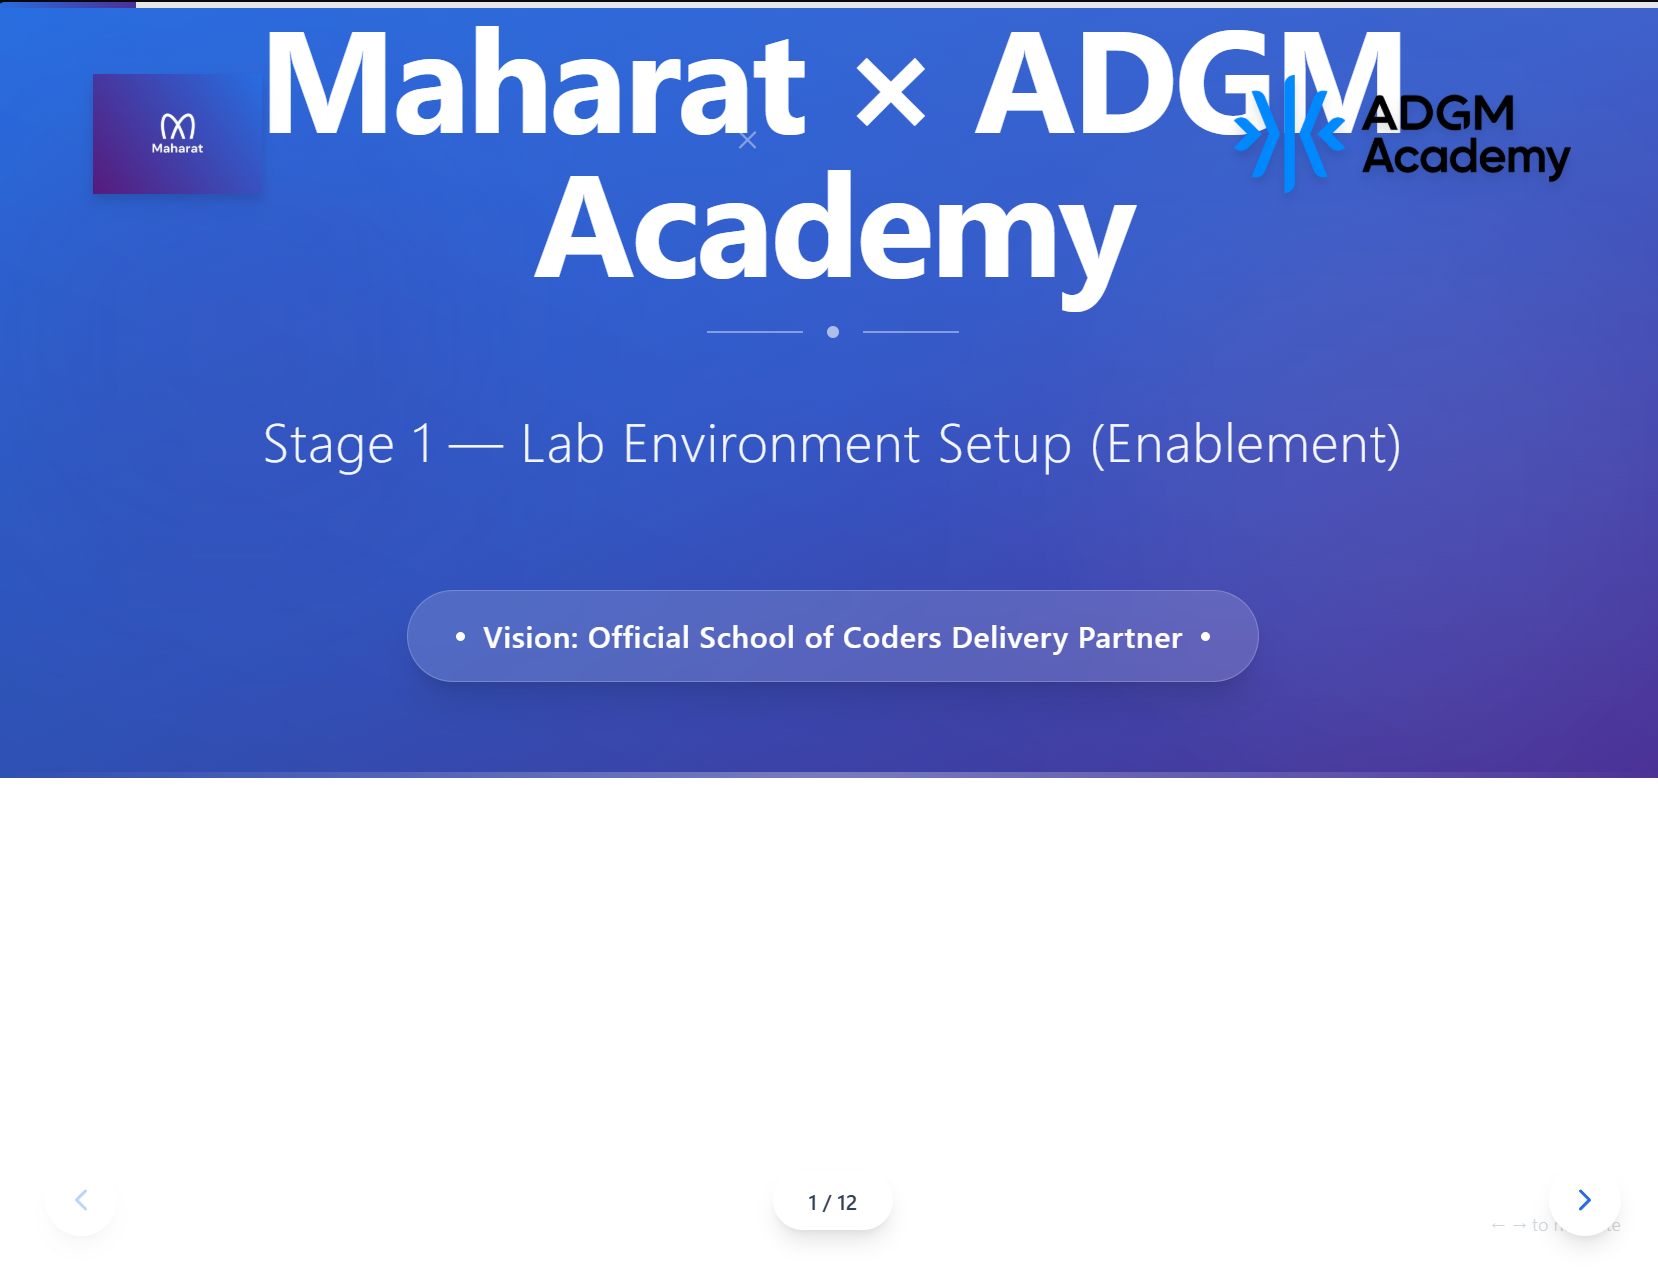 Maharat × ADGM
Academy
Maharat
ADGM
Academy
Stage 1 — Lab Environment Setup (Enablement)
• Vision: Official School of Coders Delivery Partner •
1 / 12
← → to